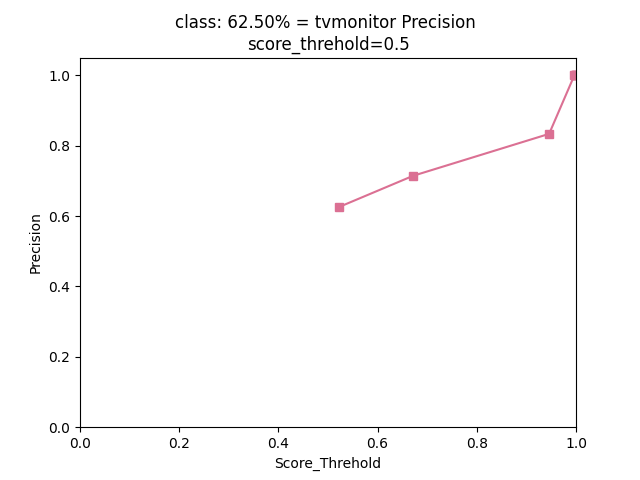 class: 62.50% = tvmonitor Precision
score_threhold=0.5
1.0
0.8
0.6
0.4
0.2
0.0
Precision
0.0 0.2 0.4 0.6 0.8 1.0
Score_Threhold